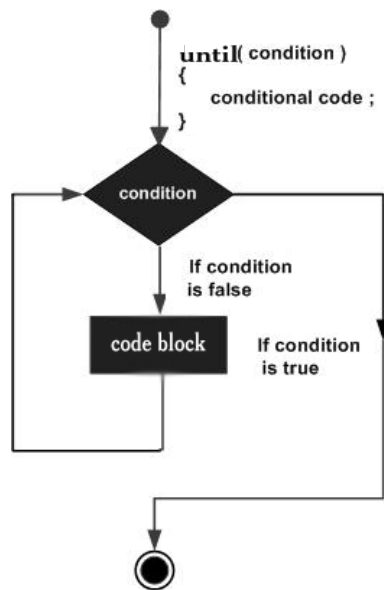 until( condition )
{
conditional code ;
}
condition
If condition
is false
code block
If condition
is true